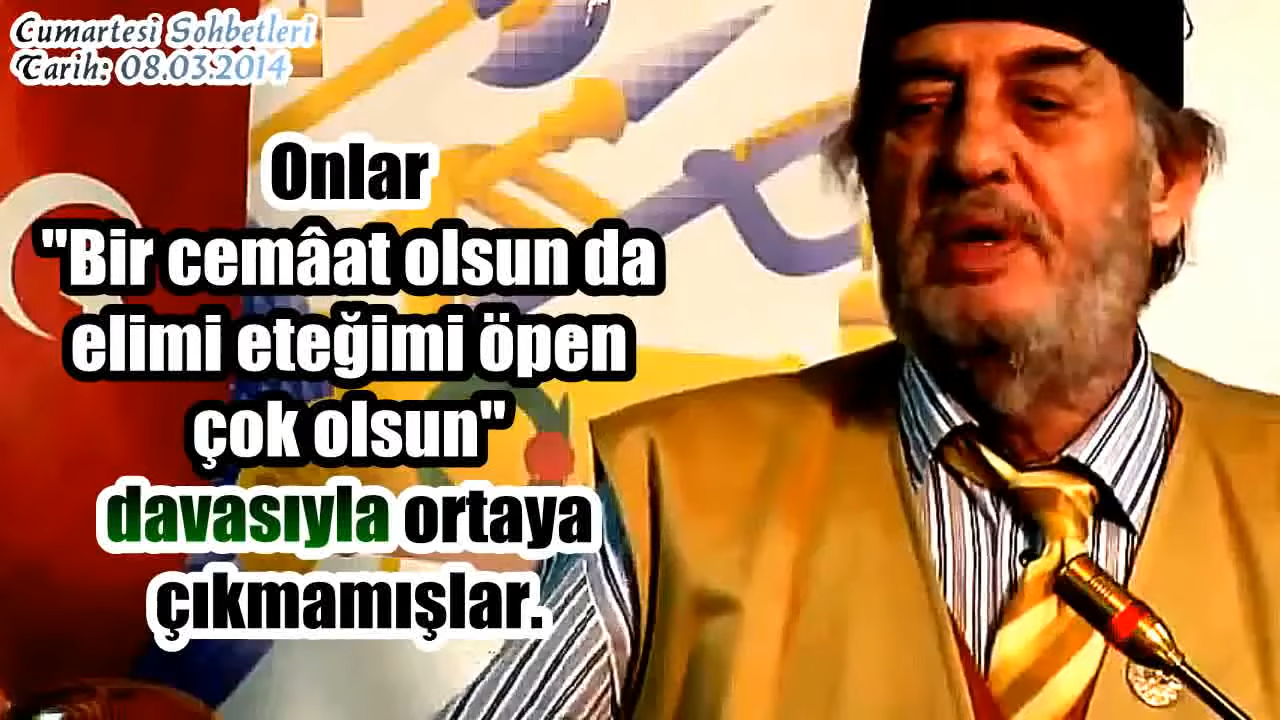 Cumartesi Sohbetleri
Tarih: 08.03.2014
Onlar
"Bir cemâat olsun da
elimi eteğimi öpen
çok olsun"
davasıyla ortaya
çıkmamışlar.